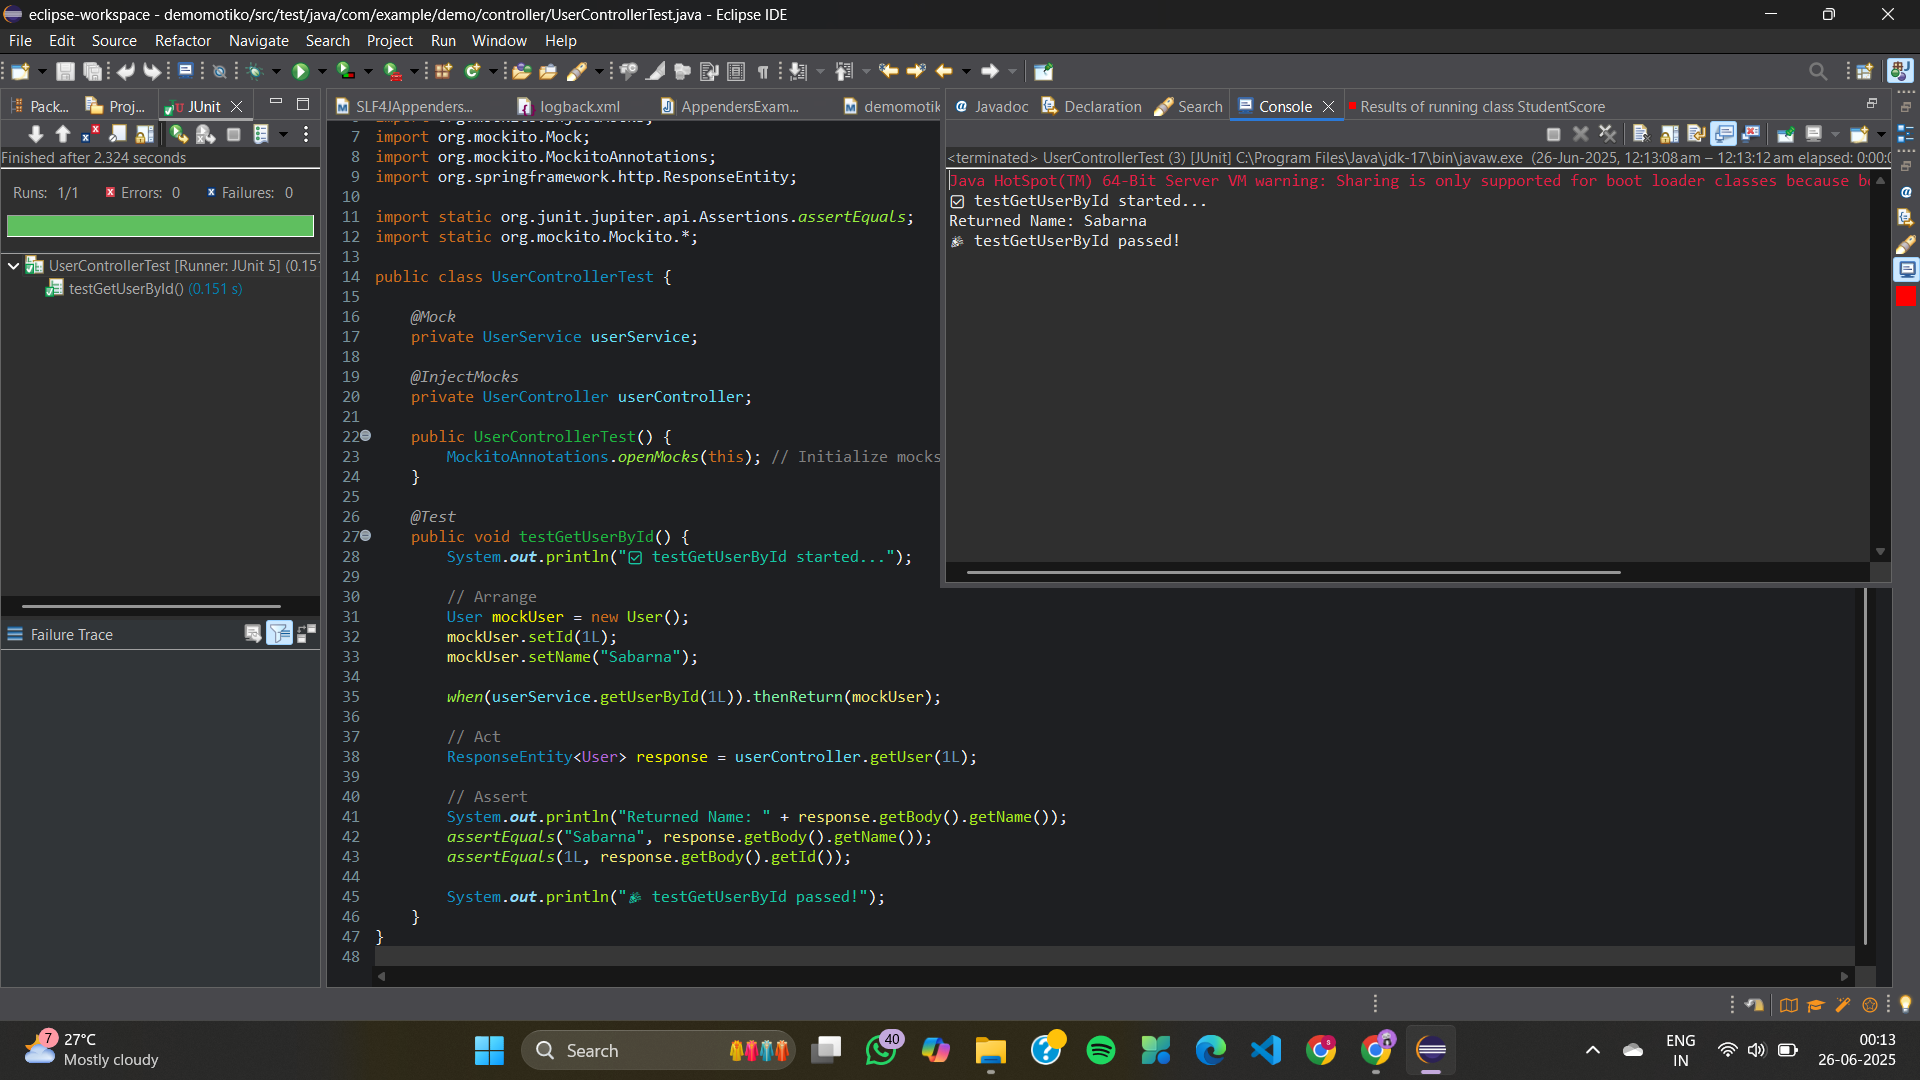 eclipse-workspace - demomotiko/src/test/java/com/example/demo/controller/UserControllerTest.java - Eclipse IDE
File Edit Source Refactor Navigate Search Project Run Window Help
Pack... Proj... JUnit
Finished after 2.324 seconds
Runs: 1/1 Errors: 0 Failures: 0
UserControllerTest [Runner: JUnit 5] (0.151
testGetUserById() (0.151 s)
Failure Trace
SLF4JAppenders... logback.xml AppendersExam... demomotik
7 import org.mockito.Mock;
8 import org.mockito.MockitoAnnotations;
9 import org.springframework.http.ResponseEntity;
10
11 import static org.junit.jupiter.api.Assertions.assertEquals;
12 import static org.mockito.Mockito.*;
13
14 public class UserControllerTest {
15
16 @Mock
17 private UserService userService;
18
19 @InjectMocks
20 private UserController userController;
21
22 public UserControllerTest() {
23 MockitoAnnotations.openMocks(this); // Initialize mocks
24 }
25
26 @Test
27 public void testGetUserById() {
28 System.out.println("☑ testGetUserById started...");
29
30 // Arrange
31 User mockUser = new User();
32 mockUser.setId(1L);
33 mockUser.setName("Sabarna");
34
35 when(userService.getUserById(1L)).thenReturn(mockUser);
36
37 // Act
38 ResponseEntity<User> response = userController.getUser(1L);
39
40 // Assert
41 System.out.println("Returned Name: " + response.getBody().getName());
42 assertEquals("Sabarna", response.getBody().getName());
43 assertEquals(1L, response.getBody().getId());
44
45 System.out.println("🎉 testGetUserById passed!");
46 }
47 }
48
Javadoc Declaration Search Console Results of running class StudentScore
<terminated> UserControllerTest (3) [JUnit] C:\Program Files\Java\jdk-17\bin\javaw.exe (26-Jun-2025, 12:13:08 am – 12:13:12 am elapsed: 0:00:0
Java HotSpot(TM) 64-Bit Server VM warning: Sharing is only supported for boot loader classes because b
☑ testGetUserById started...
Returned Name: Sabarna
🎉 testGetUserById passed!
7
27°C
Mostly cloudy
Search
40
ENG
IN
00:13
26-06-2025